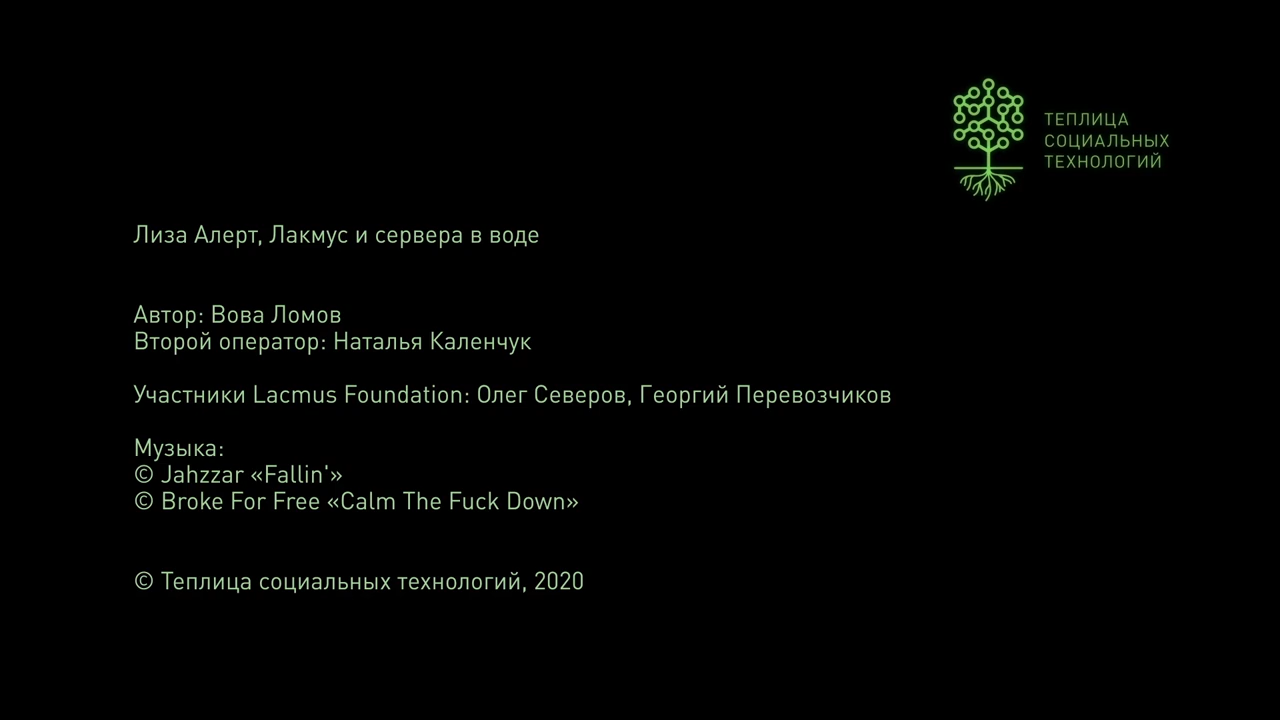 ТЕПЛИЦА
СОЦИАЛЬНЫХ
ТЕХНОЛОГИЙ
Лиза Алерт, Лакмус и сервера в воде
Автор: Вова Ломов
Второй оператор: Наталья Каленчук
Участники Lacmus Foundation: Олег Северов, Георгий Перевозчиков
Музыка:
© Jahzzar «Fallin'»
© Broke For Free «Calm The Fuck Down»
© Теплица социальных технологий, 2020